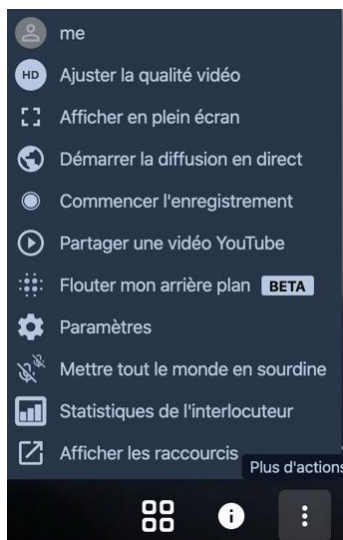 me
HD Ajuster la qualité vidéo
Afficher en plein écran
Démarrer la diffusion en direct
Commencer l'enregistrement
Partager une vidéo YouTube
Flouter mon arrière plan BETA
Paramètres
Mettre tout le monde en sourdine
Statistiques de l'interlocuteur
Afficher les raccourcis
Plus d'actions